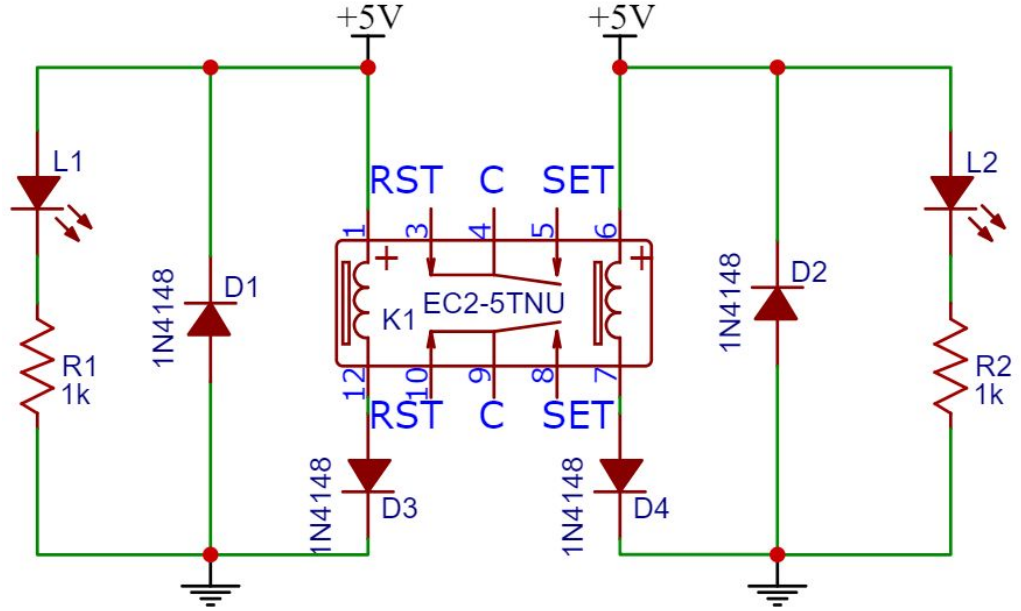 +5V +5V
L1 L2
RST C SET
1 3 4 5 6
+ +
1N4148 D1 1N4148 D2
EC2-5TNU
K1
R1 R2
1k 1k
12 10 9 8 7
RST C SET
1N4148 D3 1N4148 D4